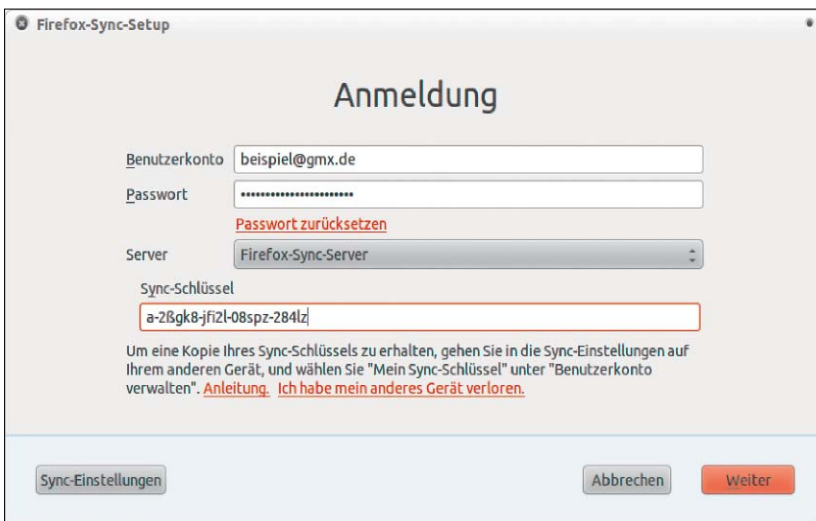 Firefox-Sync-Setup
Anmeldung
Benutzerkonto beispiel@gmx.de
Passwort ••••••••••••••••••••••
Passwort zurücksetzen
Server Firefox-Sync-Server
Sync-Schlüssel
a-2ßgk8-jfi2l-08spz-284lz
Um eine Kopie Ihres Sync-Schlüssels zu erhalten, gehen Sie in die Sync-Einstellungen auf
Ihrem anderen Gerät, und wählen Sie "Mein Sync-Schlüssel" unter "Benutzerkonto
verwalten". Anleitung. Ich habe mein anderes Gerät verloren.
Sync-Einstellungen Abbrechen Weiter